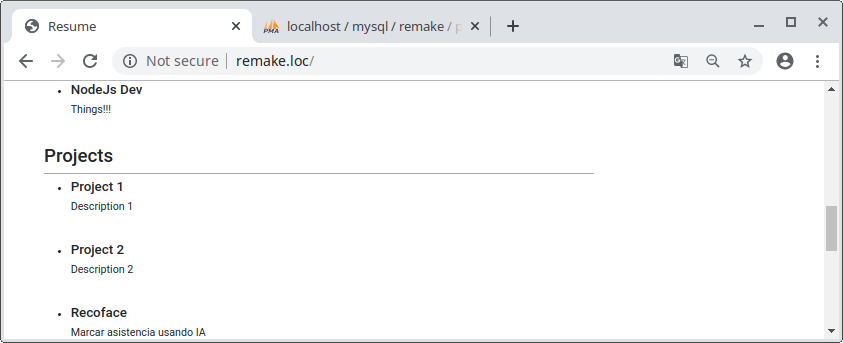 Resume
PMA localhost / mysql / remake / p
Not secure | remake.loc/
NodeJs Dev
Things!!!
Projects
Project 1
Description 1
Project 2
Description 2
Recoface
Marcar asistencia usando IA